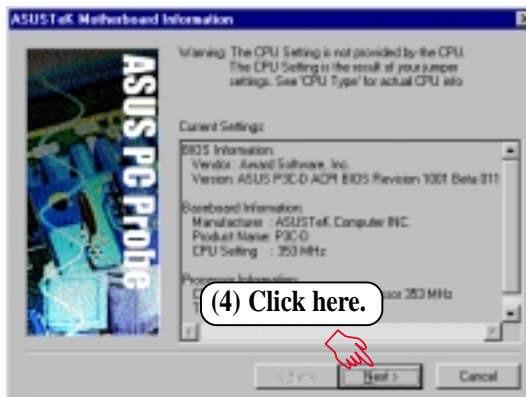 ASUSTeK Motherboard Information
ASUS PC Probe
Warning: The CPU Setting is not provided by the CPU.
The CPU Setting is the result of your jumper
settings. See 'CPU Type' for actual CPU info
Current Settings:
BIOS Information:
Vendor : Award Software, Inc.
Version: ASUS P3C-D ACPI BIOS Revision 1001 Beta 011
Baseboard Information:
Manufacturer : ASUSTeK Computer INC.
Product Name: P3C-D
CPU Setting : 353 MHz
Processor Information:
353 MHz
(4) Click here.
< Back
Next >
Cancel